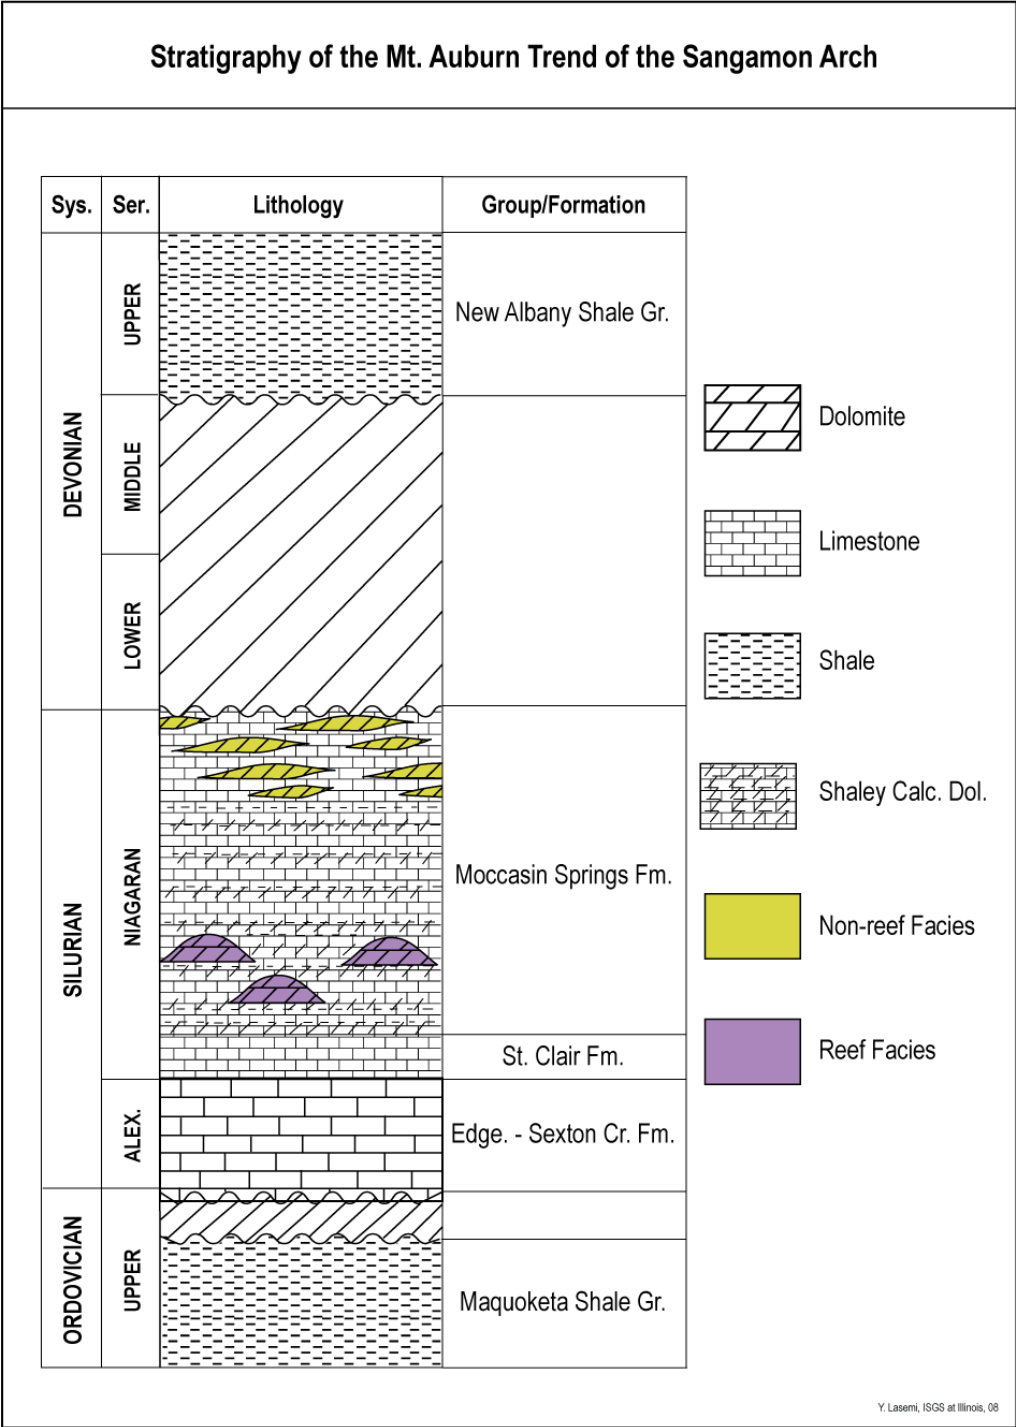 Stratigraphy of the Mt. Auburn Trend of the Sangamon Arch
Sys. Ser. Lithology Group/Formation
DEVONIAN
UPPER
New Albany Shale Gr.
MIDDLE
LOWER
SILURIAN
NIAGARAN
Moccasin Springs Fm.
St. Clair Fm.
ALEX.
Edge. - Sexton Cr. Fm.
ORDOVICIAN
UPPER
Maquoketa Shale Gr.
Dolomite
Limestone
Shale
Shaley Calc. Dol.
Non-reef Facies
Reef Facies
Y. Lasemi, ISGS at Illinois, 08